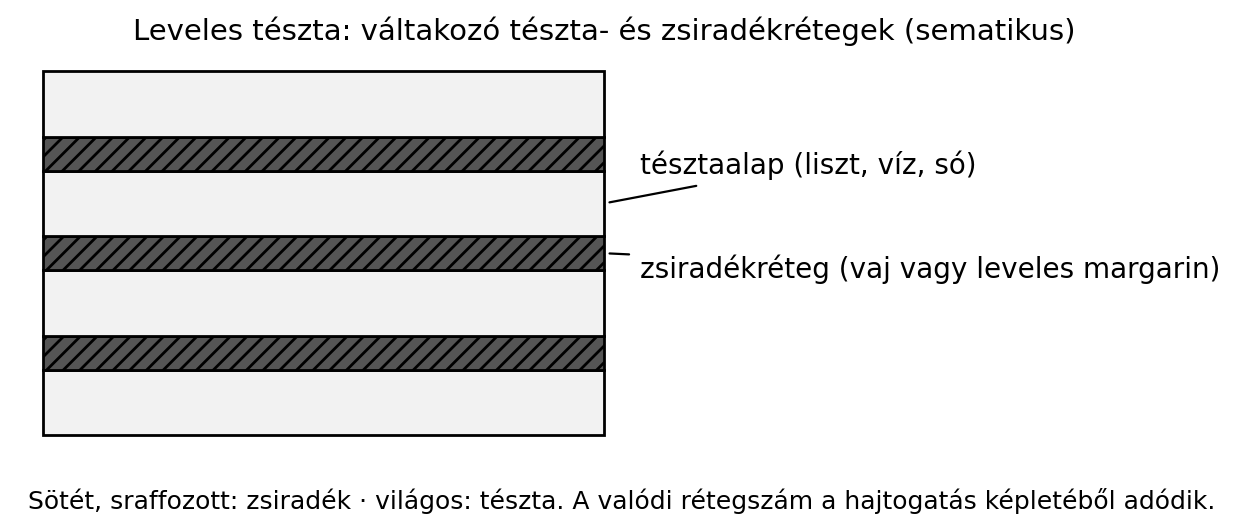 Leveles tészta: váltakozó tészta- és zsiradékrétegek (sematikus)
tésztaalap (liszt, víz, só)
zsiradékréteg (vaj vagy leveles margarin)
Sötét, sraffozott: zsiradék · világos: tészta. A valódi rétegszám a hajtogatás képletéből adódik.